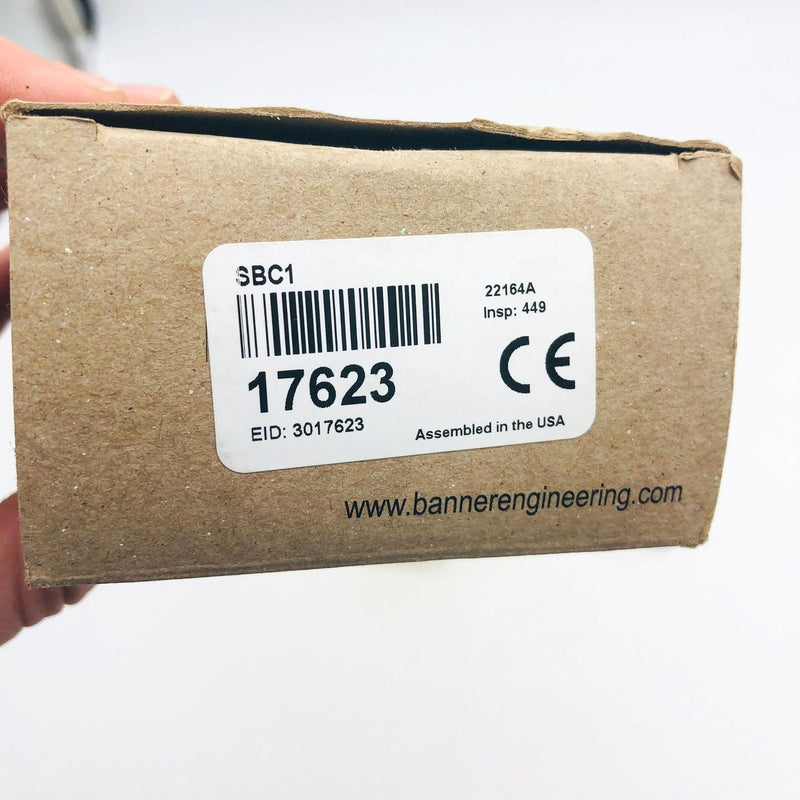 SBC1
22164A
Insp: 449
17623
CE
EID: 3017623
Assembled in the USA
www.bannerengineering.com